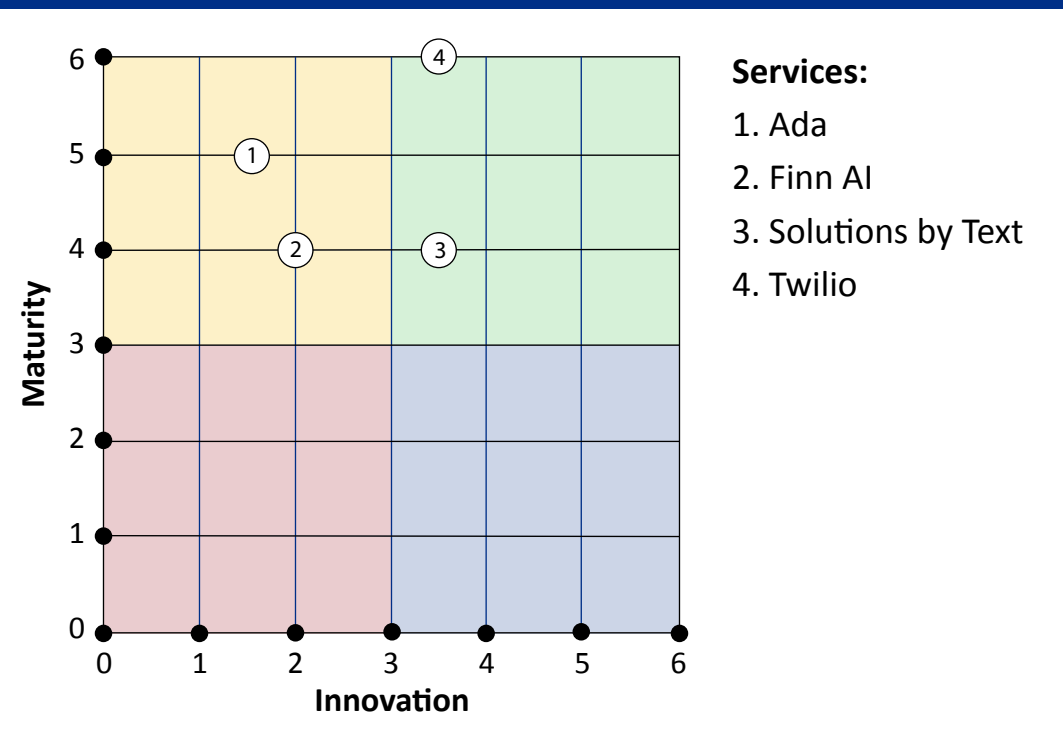 6
4
5
1
4
2
3
3
2
1
0
0 1 2 3 4 5 6
Maturity
Innovation
Services:
1. Ada
2. Finn AI
3. Solutions by Text
4. Twilio